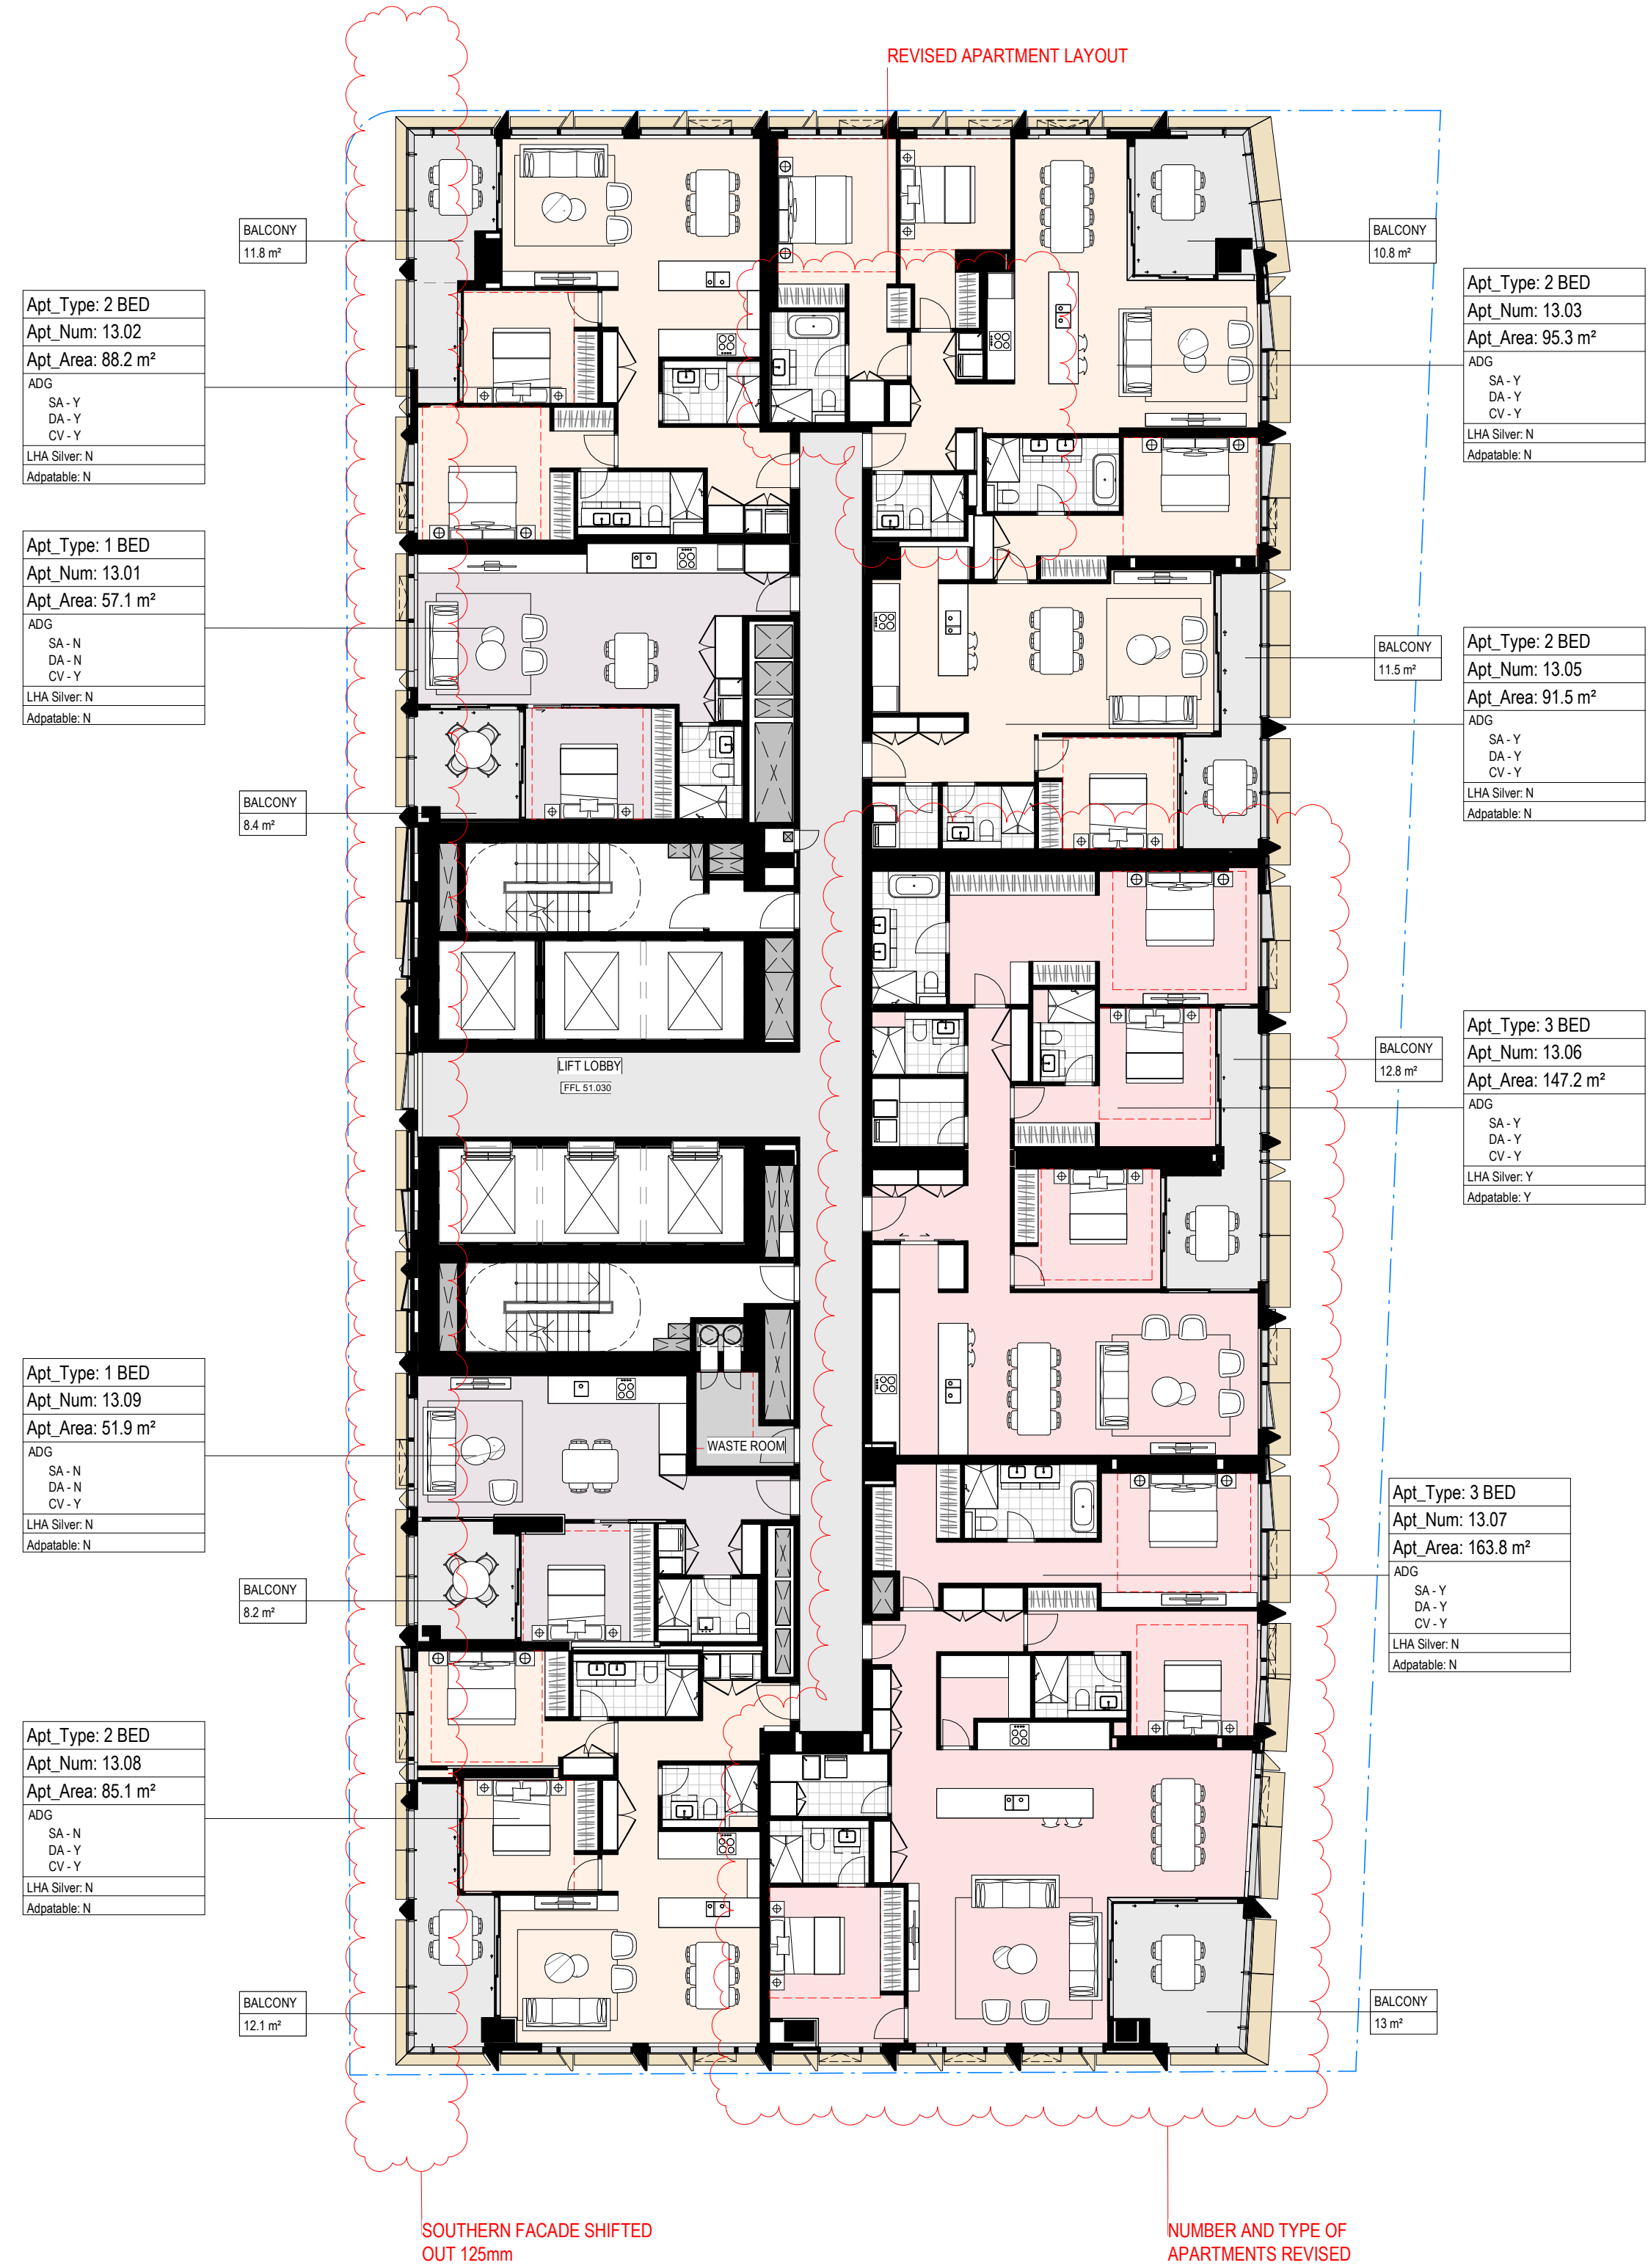 REVISED APARTMENT LAYOUT
BALCONY
11.8 m²
Apt_Type: 2 BED
Apt_Num: 13.02
Apt_Area: 88.2 m²
ADG
SA - Y
DA - Y
CV - Y
LHA Silver: N
Adpatable: N
Apt_Type: 1 BED
Apt_Num: 13.01
Apt_Area: 57.1 m²
ADG
SA - N
DA - N
CV - Y
LHA Silver: N
Adpatable: N
BALCONY
8.4 m²
BALCONY
10.8 m²
Apt_Type: 2 BED
Apt_Num: 13.03
Apt_Area: 95.3 m²
ADG
SA - Y
DA - Y
CV - Y
LHA Silver: N
Adpatable: N
BALCONY
11.5 m²
Apt_Type: 2 BED
Apt_Num: 13.05
Apt_Area: 91.5 m²
ADG
SA - Y
DA - Y
CV - Y
LHA Silver: N
Adpatable: N
LIFT LOBBY
FFL 51.030
BALCONY
12.8 m²
Apt_Type: 3 BED
Apt_Num: 13.06
Apt_Area: 147.2 m²
ADG
SA - Y
DA - Y
CV - Y
LHA Silver: Y
Adpatable: Y
Apt_Type: 1 BED
Apt_Num: 13.09
Apt_Area: 51.9 m²
ADG
SA - N
DA - N
CV - Y
LHA Silver: N
Adpatable: N
WASTE ROOM
BALCONY
8.2 m²
Apt_Type: 3 BED
Apt_Num: 13.07
Apt_Area: 163.8 m²
ADG
SA - Y
DA - Y
CV - Y
LHA Silver: N
Adpatable: N
Apt_Type: 2 BED
Apt_Num: 13.08
Apt_Area: 85.1 m²
ADG
SA - N
DA - Y
CV - Y
LHA Silver: N
Adpatable: N
BALCONY
12.1 m²
BALCONY
13 m²
SOUTHERN FACADE SHIFTED
OUT 125mm
NUMBER AND TYPE OF
APARTMENTS REVISED